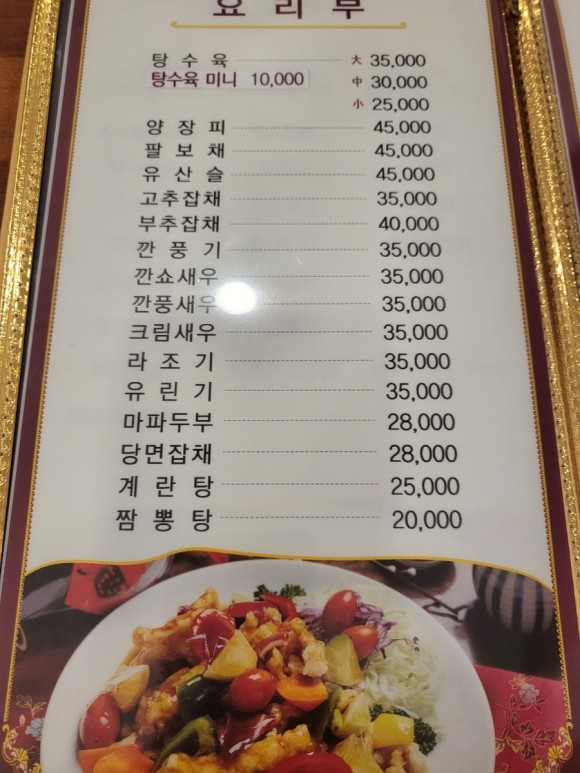 요 리 부
탕 수 육 大 35,000
탕수육 미니 10,000 中 30,000
小 25,000
양 장 피 45,000
팔 보 채 45,000
유 산 슬 45,000
고추잡채 35,000
부추잡채 40,000
깐 풍 기 35,000
깐쇼새우 35,000
깐풍새우 35,000
크림새우 35,000
라 조 기 35,000
유 린 기 35,000
마파두부 28,000
당면잡채 28,000
계 란 탕 25,000
짬 뽕 탕 20,000